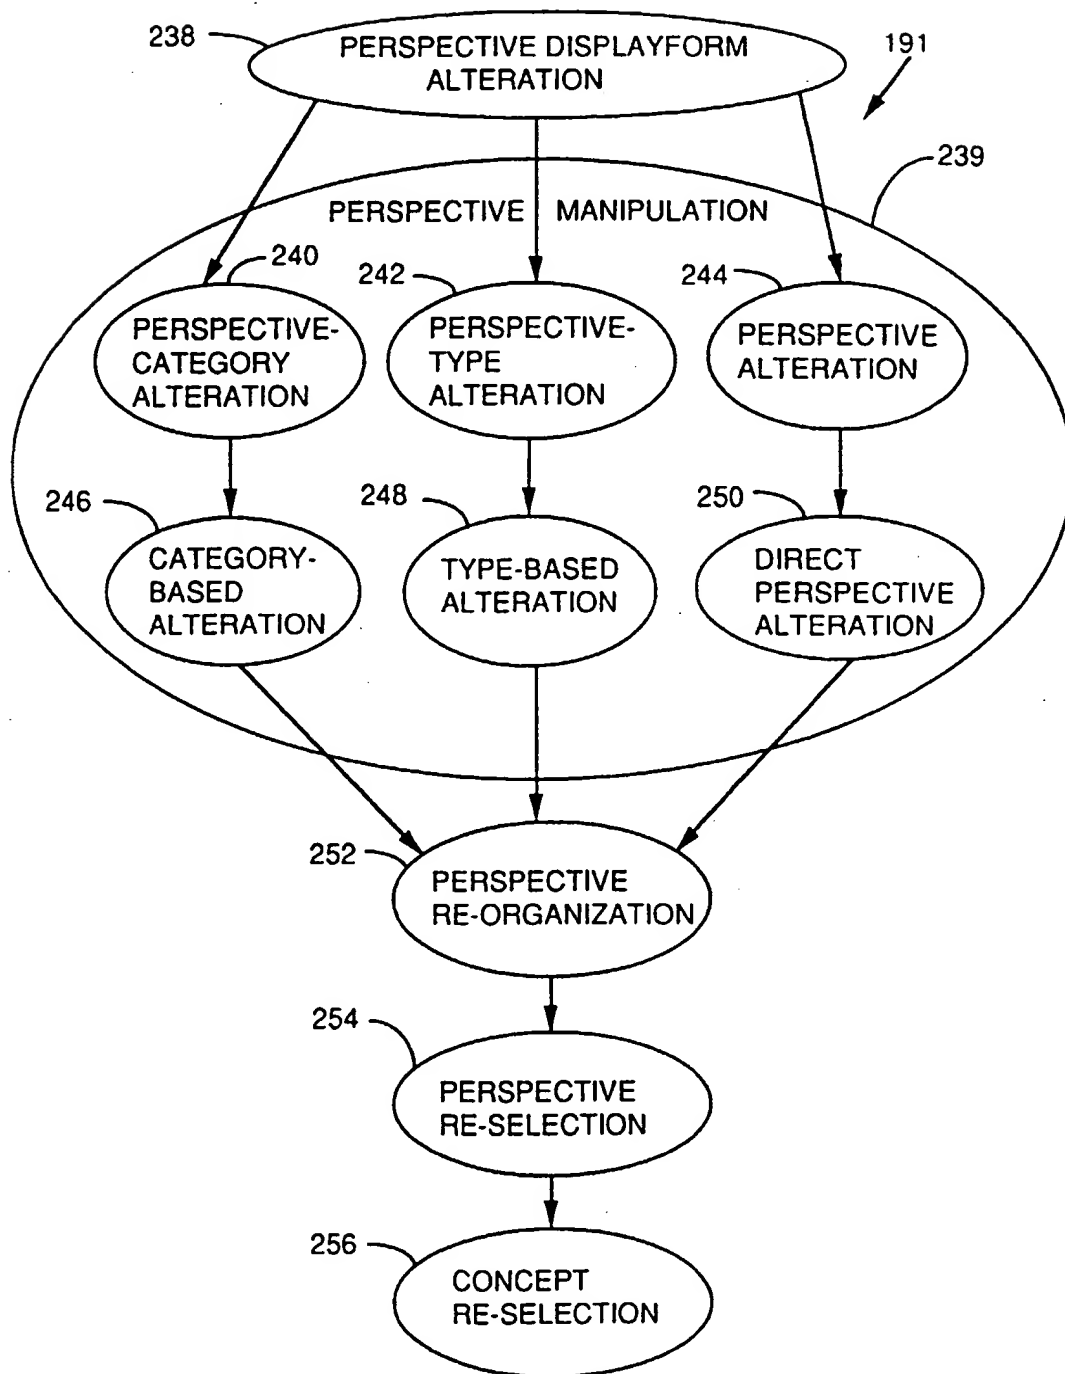 238
PERSPECTIVE DISPLAYFORM
ALTERATION
191
239
PERSPECTIVE MANIPULATION
240
242
244
PERSPECTIVE-
CATEGORY
ALTERATION
PERSPECTIVE-
TYPE
ALTERATION
PERSPECTIVE
ALTERATION
246
248
250
CATEGORY-
BASED
ALTERATION
TYPE-BASED
ALTERATION
DIRECT
PERSPECTIVE
ALTERATION
252
PERSPECTIVE
RE-ORGANIZATION
254
PERSPECTIVE
RE-SELECTION
256
CONCEPT
RE-SELECTION